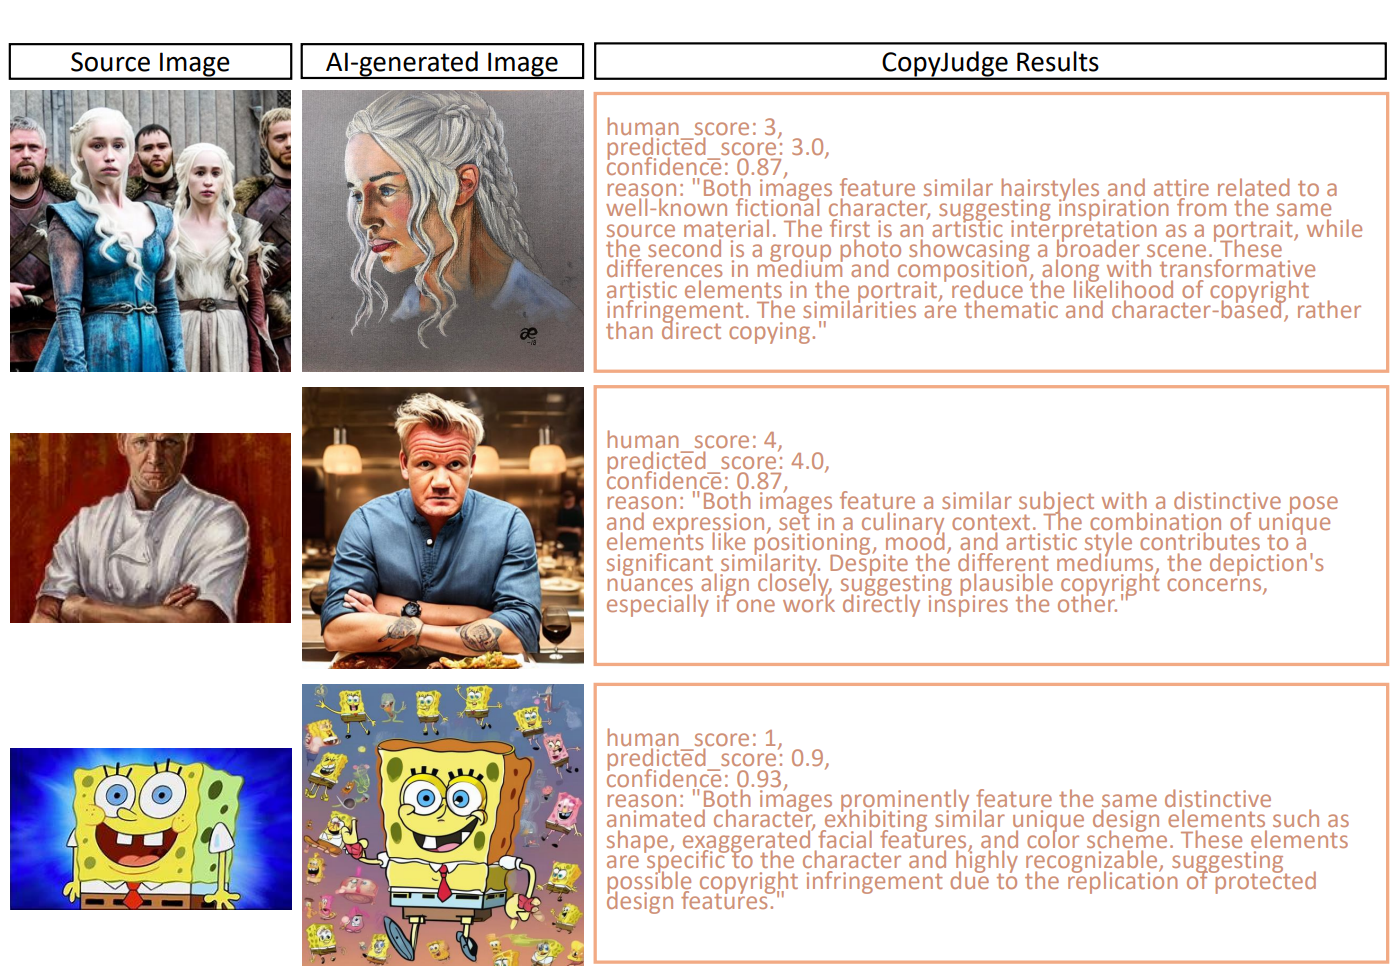 Source Image
AI-generated Image
CopyJudge Results
human_score: 3,
predicted_score: 3.0,
confidence: 0.87,
reason: "Both images feature similar hairstyles and attire related to a
well-known fictional character, suggesting inspiration from the same
source material. The first is an artistic interpretation as a portrait, while
the second is a group photo showcasing a broader scene. These
differences in medium and composition, along with transformative
artistic elements in the portrait, reduce the likelihood of copyright
infringement. The similarities are thematic and character-based, rather
than direct copying."
human_score: 4,
predicted_score: 4.0,
confidence: 0.87,
reason: "Both images feature a similar subject with a distinctive pose
and expression, set in a culinary context. The combination of unique
elements like positioning, mood, and artistic style contributes to a
significant similarity. Despite the different mediums, the depiction's
nuances align closely, suggesting plausible copyright concerns,
especially if one work directly inspires the other."
human_score: 1,
predicted_score: 0.9,
confidence: 0.93,
reason: "Both images prominently feature the same distinctive
animated character, exhibiting similar unique design elements such as
shape, exaggerated facial features, and color scheme. These elements
are specific to the character and highly recognizable, suggesting
possible copyright infringement due to the replication of protected
design features."